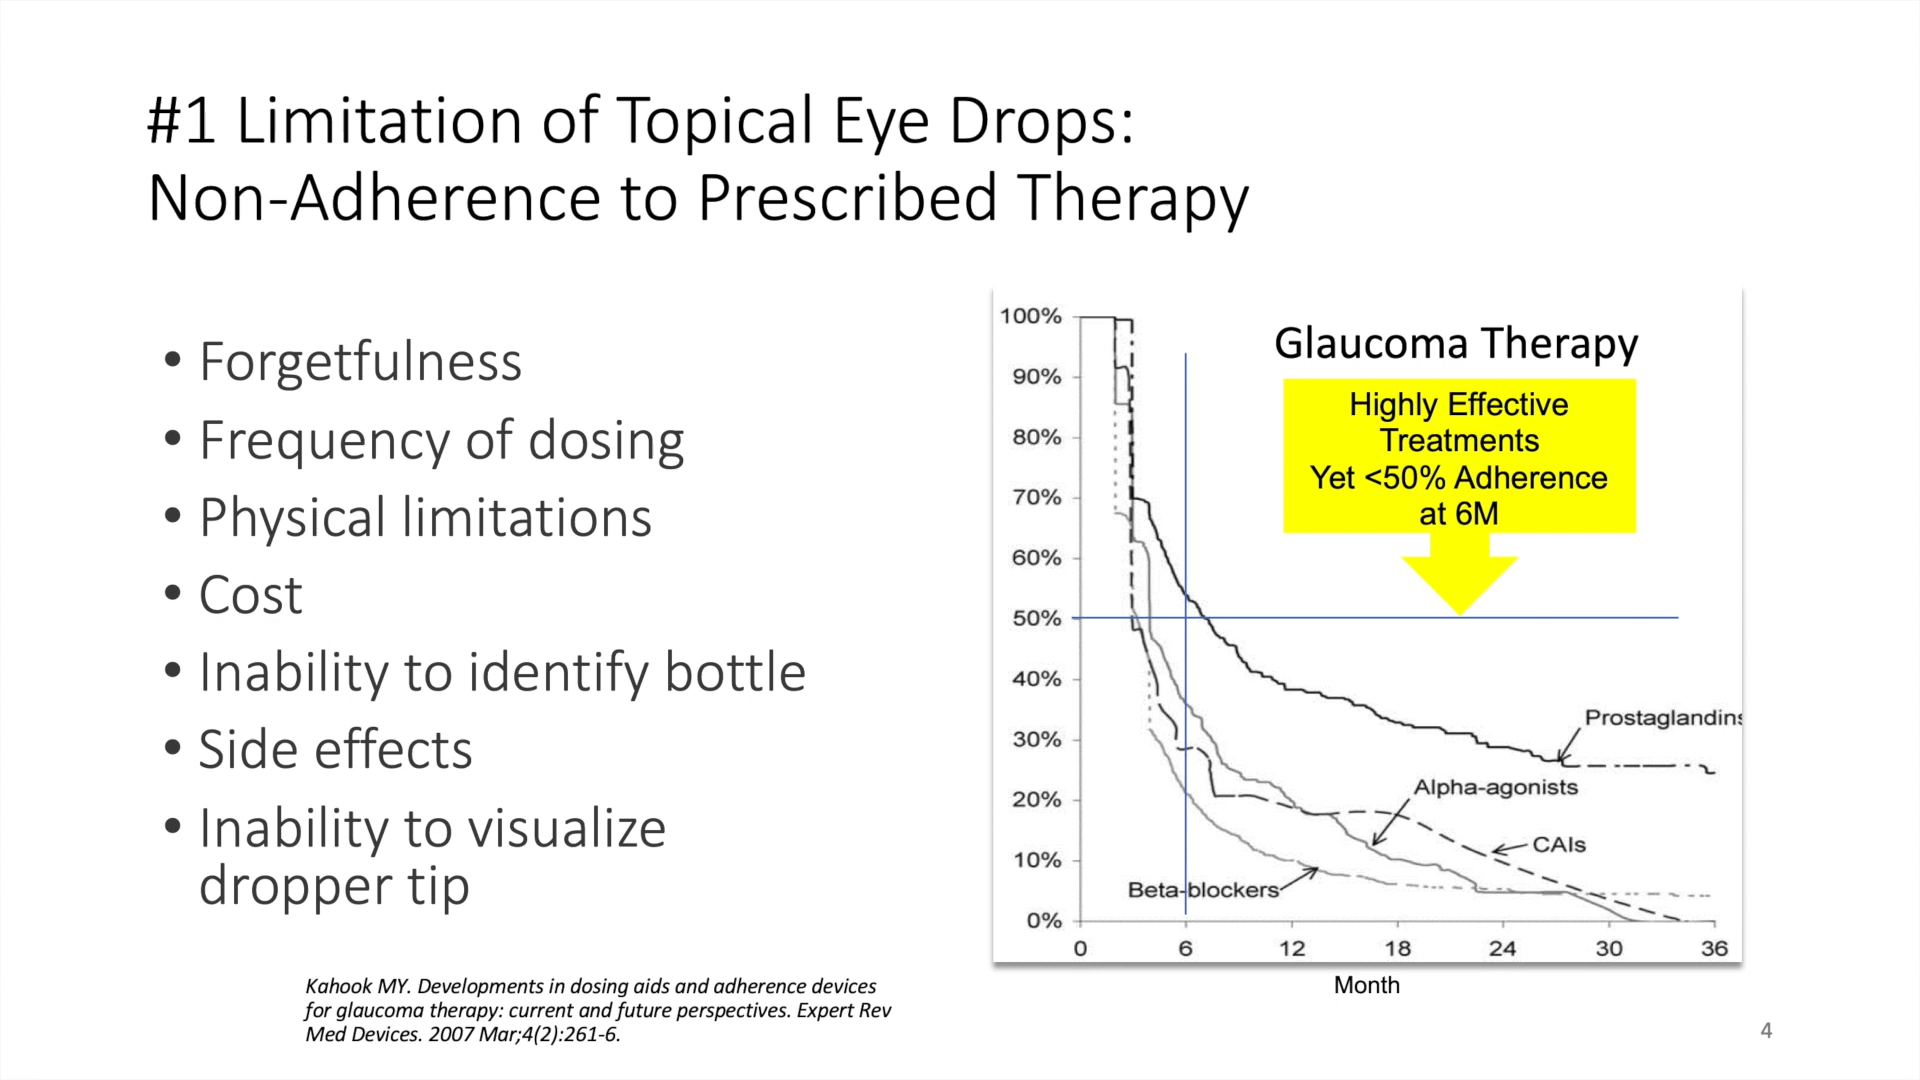 #1 Limitation of Topical Eye Drops:
Non-Adherence to Prescribed Therapy
• Forgetfulness
• Frequency of dosing
• Physical limitations
• Cost
• Inability to identify bottle
• Side effects
• Inability to visualize
dropper tip
Kahook MY. Developments in dosing aids and adherence devices
for glaucoma therapy: current and future perspectives. Expert Rev
Med Devices. 2007 Mar;4(2):261-6.
Glaucoma Therapy
Highly Effective
Treatments
Yet <50% Adherence
at 6M
100%
90%
80%
70%
60%
50%
40%
30%
20%
10%
0%
Prostaglandins
Alpha-agonists
CAIs
Beta-blockers
0 6 12 18 24 30 36
Month
4